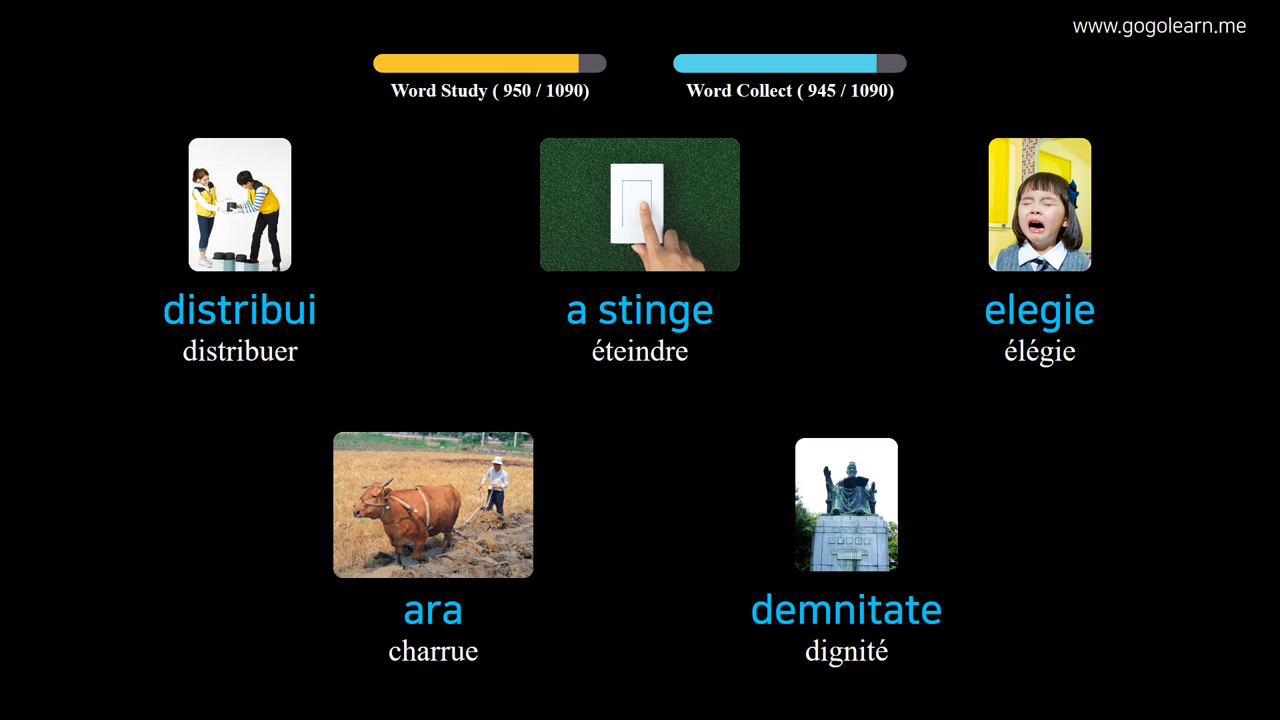 www.gogolearn.me
Word Study ( 950 / 1090)
Word Collect ( 945 / 1090)
distribui
distribuer
a stinge
éteindre
elegie
élégie
ara
charrue
demnitate
dignité